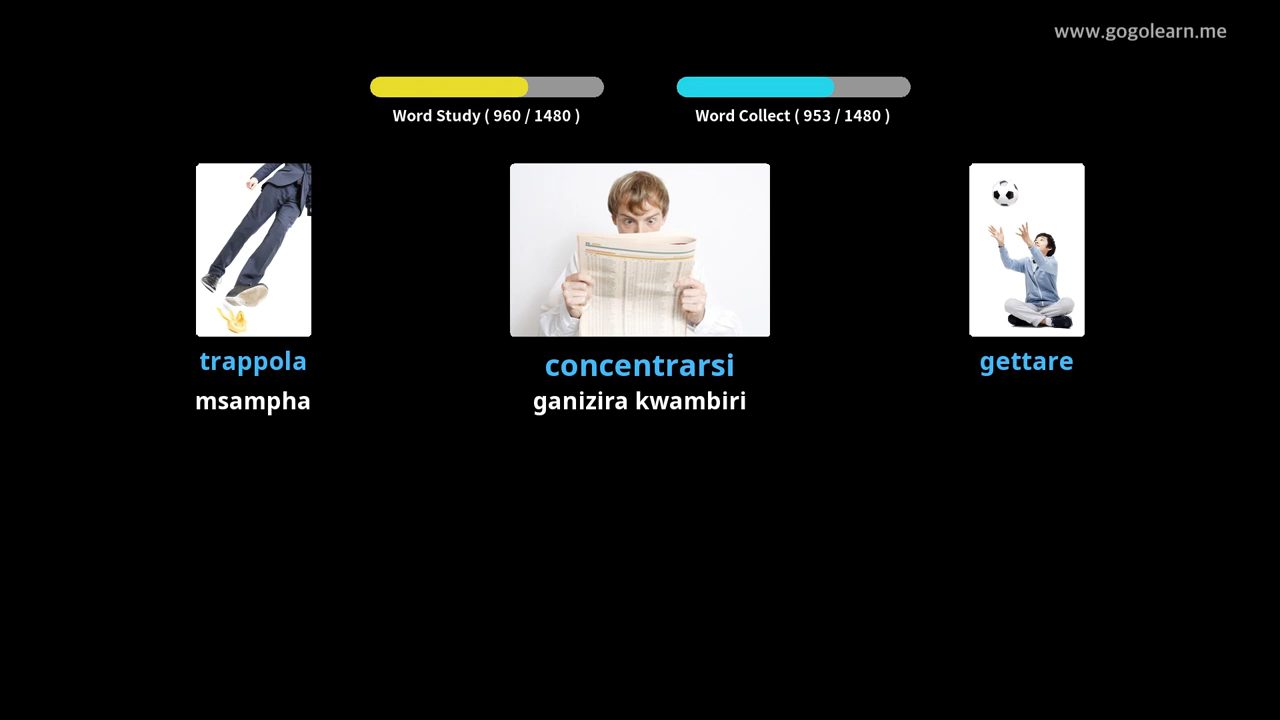 www.gogolearn.me
Word Study ( 960 / 1480 )
Word Collect ( 953 / 1480 )
trappola
msampha
concentrarsi
ganizira kwambiri
gettare